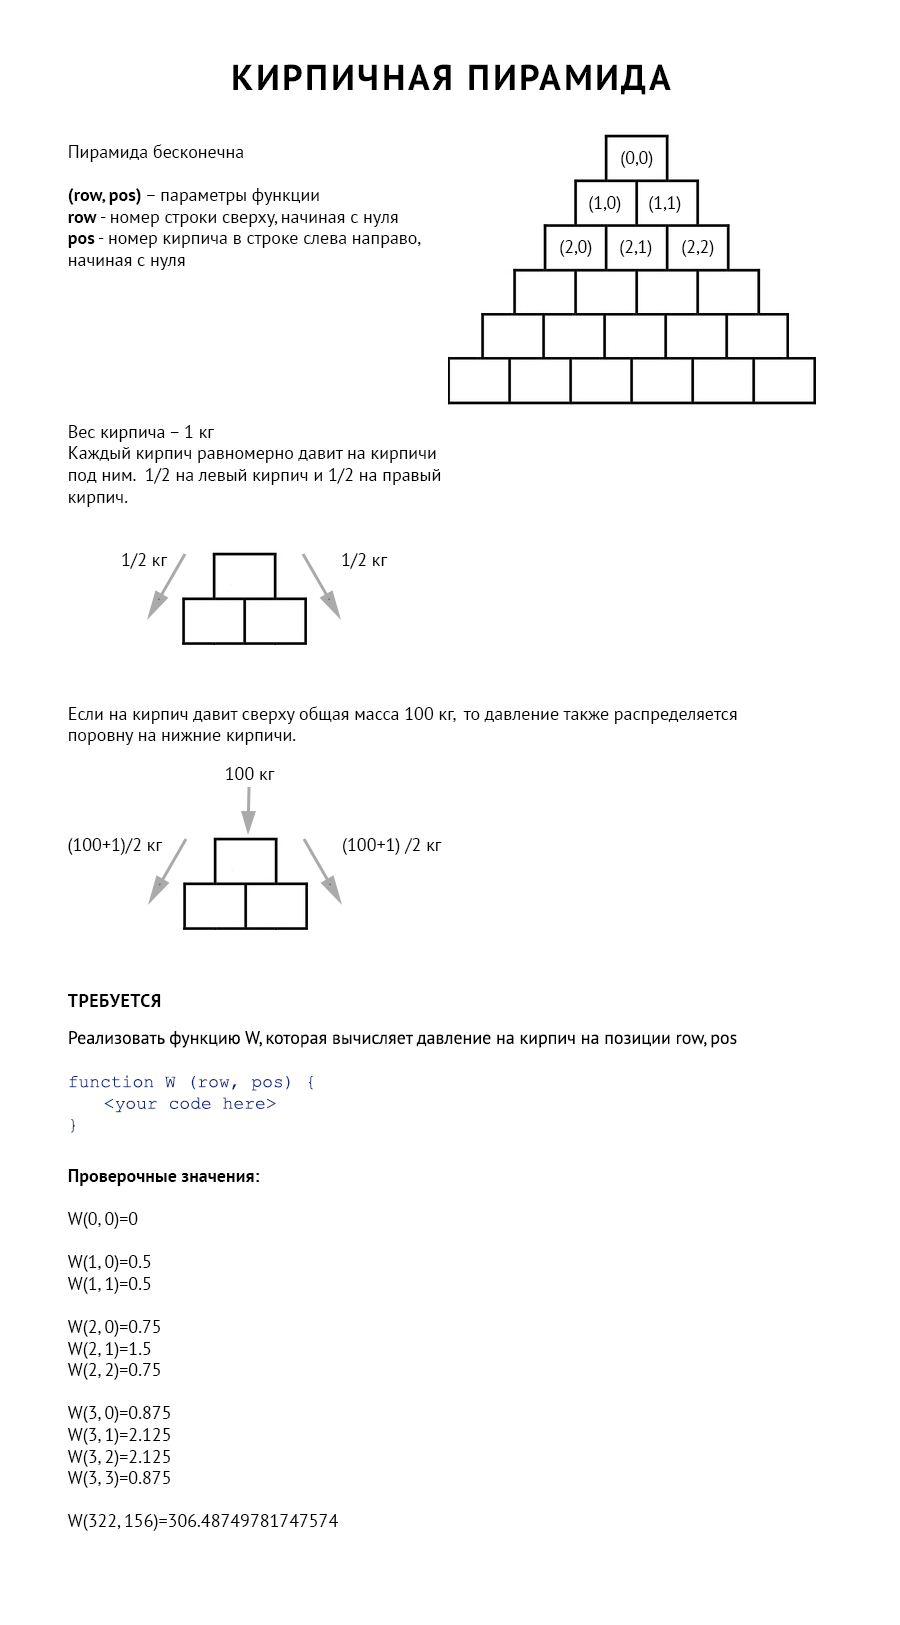 КИРПИЧНАЯ ПИРАМИДА
Пирамида бесконечна
(row, pos) – параметры функции
row - номер строки сверху, начиная с нуля
pos - номер кирпича в строке слева направо,
начиная с нуля
(0,0)
(1,0) (1,1)
(2,0) (2,1) (2,2)
Вес кирпича – 1 кг
Каждый кирпич равномерно давит на кирпичи
под ним. 1/2 на левый кирпич и 1/2 на правый
кирпич.
1/2 кг 1/2 кг
Если на кирпич давит сверху общая масса 100 кг, то давление также распределяется
поровну на нижние кирпичи.
100 кг
(100+1)/2 кг (100+1) /2 кг
ТРЕБУЕТСЯ
Реализовать функцию W, которая вычисляет давление на кирпич на позиции row, pos
function W (row, pos) {
<your code here>
}
Проверочные значения:
W(0, 0)=0
W(1, 0)=0.5
W(1, 1)=0.5
W(2, 0)=0.75
W(2, 1)=1.5
W(2, 2)=0.75
W(3, 0)=0.875
W(3, 1)=2.125
W(3, 2)=2.125
W(3, 3)=0.875
W(322, 156)=306.48749781747574